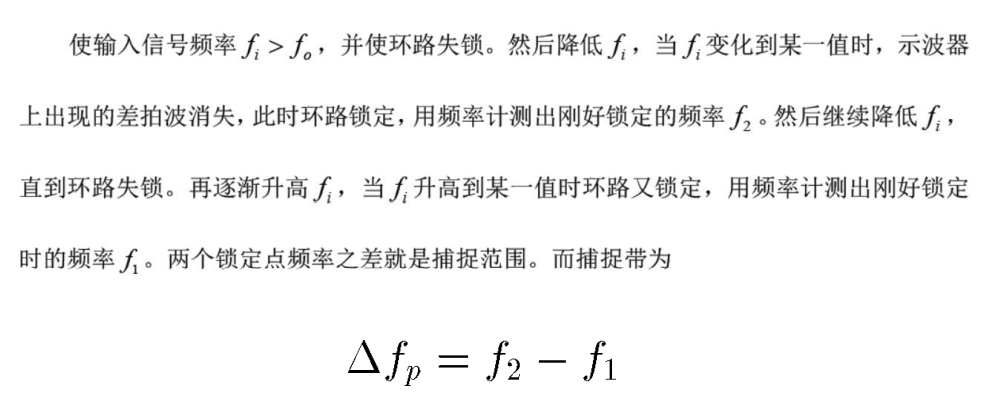 使输入信号频率 f_i > f_o，并使环路失锁。然后降低 f_i，当 f_i 变化到某一值时，示波器
上出现的差拍波消失，此时环路锁定，用频率计测出刚好锁定的频率 f_2。然后继续降低 f_i，
直到环路失锁。再逐渐升高 f_i，当 f_i 升高到某一值时环路又锁定，用频率计测出刚好锁定
时的频率 f_1。两个锁定点频率之差就是捕捉范围。而捕捉带为
Δf_p = f_2 − f_1